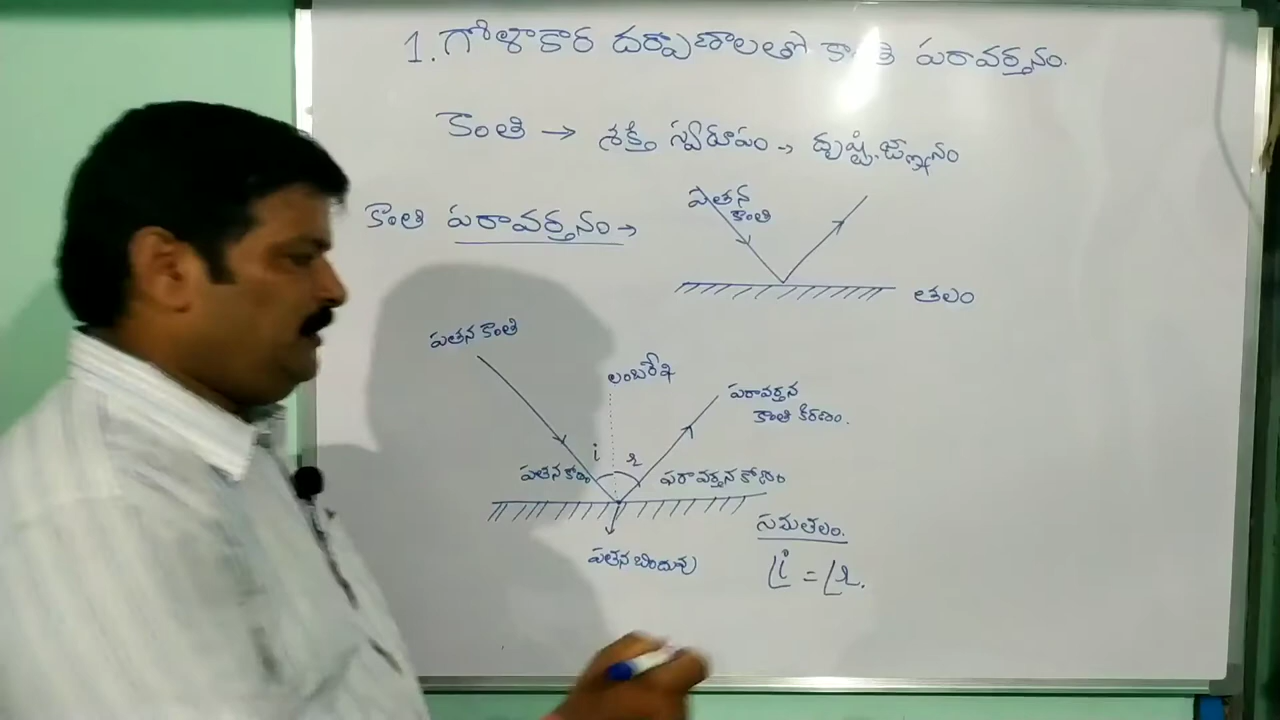 1. గోళాకార దర్పణాలతో కాంతి పరావర్తనం.
కాంతి → శక్తి స్వరూపం → దృష్టి జ్ఞానం
కాంతి పరావర్తనం →
పతన
కాంతి
తలం
పతన కాంతి
లంబరేఖ
పరావర్తన
కాంతి కిరణం.
i r
పతన కోణం పరావర్తన కోణం
పతన బిందువు
సమతలం.
∠i = ∠r.